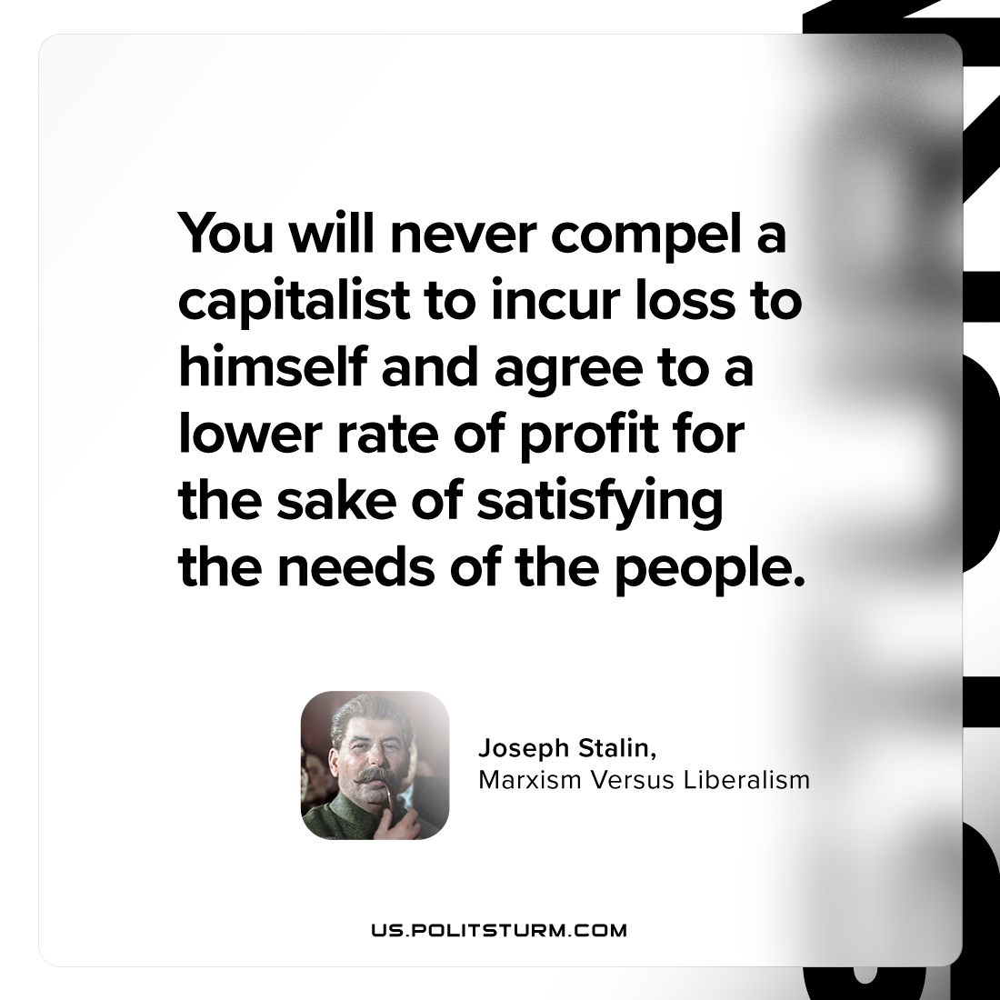 You will never compel a
capitalist to incur loss to
himself and agree to a
lower rate of profit for
the sake of satisfying
the needs of the people.
Joseph Stalin,
Marxism Versus Liberalism
US.POLITSTURM.COM